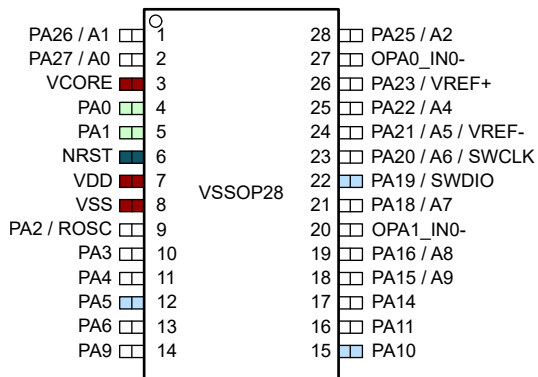 PA26 / A1 1 28 PA25 / A2
PA27 / A0 2 27 OPA0_IN0-
VCORE 3 26 PA23 / VREF+
PA0 4 25 PA22 / A4
PA1 5 24 PA21 / A5 / VREF-
NRST 6 23 PA20 / A6 / SWCLK
VDD 7 22 PA19 / SWDIO
VSSOP28
VSS 8 21 PA18 / A7
PA2 / ROSC 9 20 OPA1_IN0-
PA3 10 19 PA16 / A8
PA4 11 18 PA15 / A9
PA5 12 17 PA14
PA6 13 16 PA11
PA9 14 15 PA10